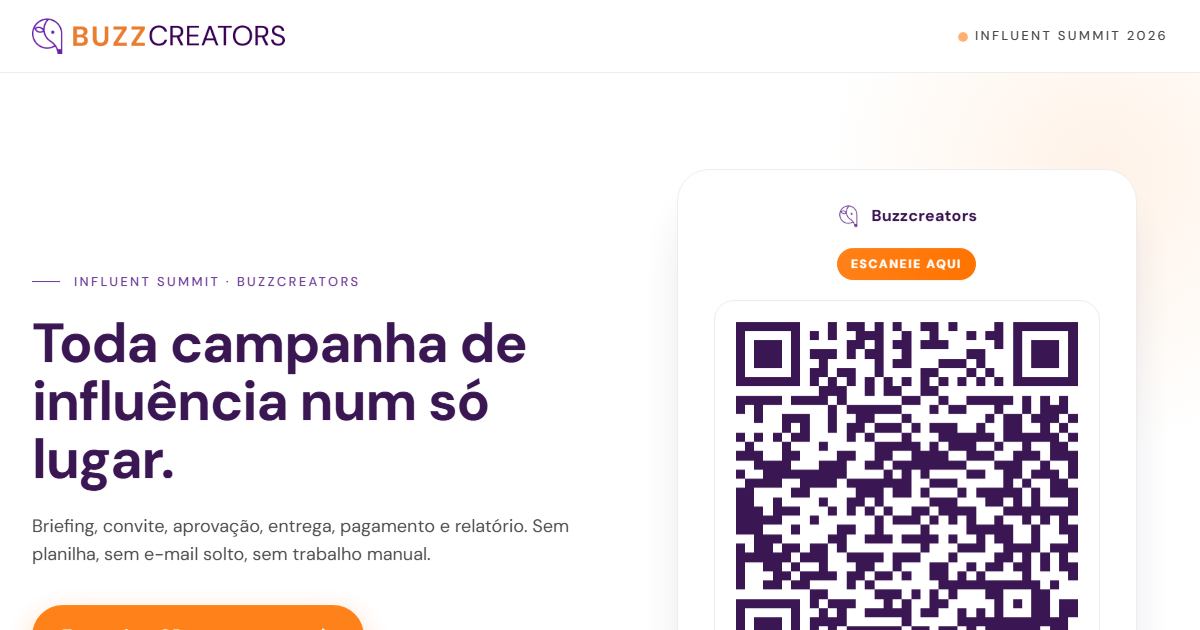 BUZZCREATORS
INFLUENT SUMMIT 2026
INFLUENT SUMMIT · BUZZCREATORS
Toda campanha de
influência num só
lugar.
Briefing, convite, aprovação, entrega, pagamento e relatório. Sem
planilha, sem e-mail solto, sem trabalho manual.
Buzzcreators
ESCANEIE AQUI